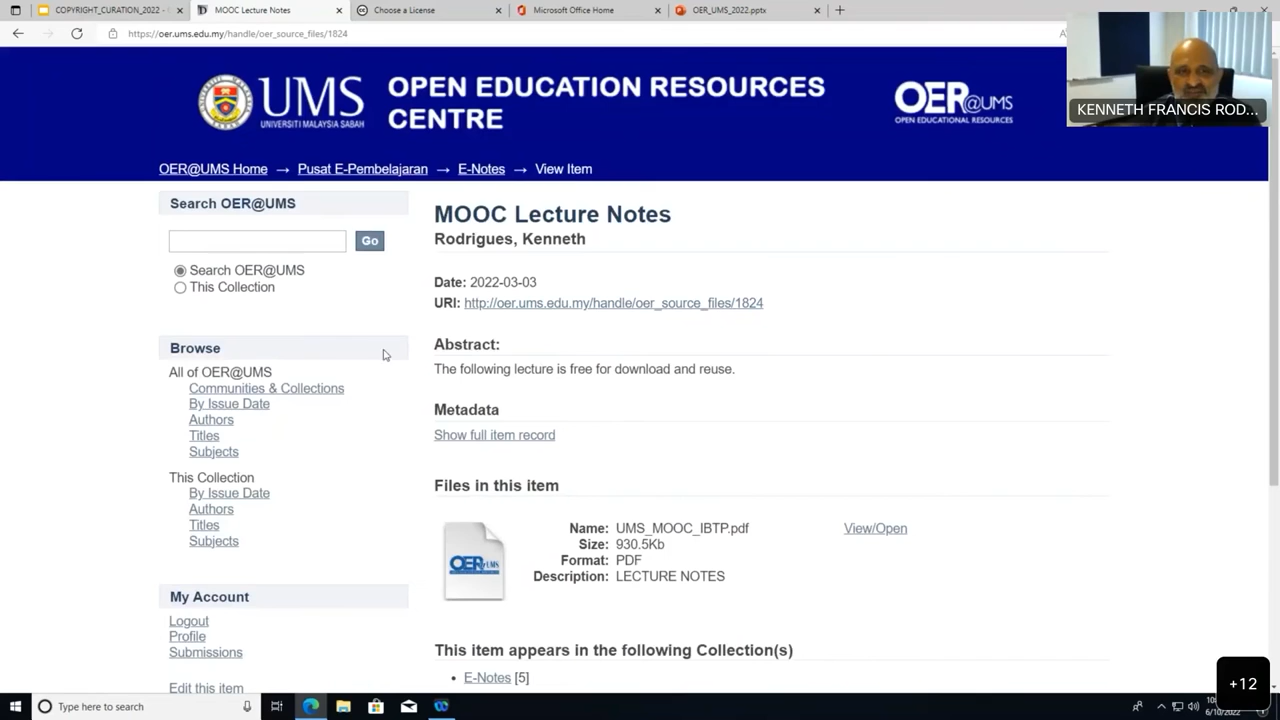 COPYRIGHT_CURATION_2022 -
MOOC Lecture Notes
Choose a License
Microsoft Office Home
OER_UMS_2022.pptx
https://oer.ums.edu.my/handle/oer_source_files/1824
UMS
UNIVERSITI MALAYSIA SABAH
OPEN EDUCATION RESOURCES
CENTRE
OER@UMS
OPEN EDUCATIONAL RESOURCES
KENNETH FRANCIS ROD...
OER@UMS Home → Pusat E-Pembelajaran → E-Notes → View Item
Search OER@UMS
Go
Search OER@UMS
This Collection
Browse
All of OER@UMS
Communities & Collections
By Issue Date
Authors
Titles
Subjects
This Collection
By Issue Date
Authors
Titles
Subjects
My Account
Logout
Profile
Submissions
Edit this item
MOOC Lecture Notes
Rodrigues, Kenneth
Date: 2022-03-03
URI: http://oer.ums.edu.my/handle/oer_source_files/1824
Abstract:
The following lecture is free for download and reuse.
Metadata
Show full item record
Files in this item
OER@UMS
Name: UMS_MOOC_IBTP.pdf
View/Open
Size: 930.5Kb
Format: PDF
Description: LECTURE NOTES
This item appears in the following Collection(s)
• E-Notes [5]
+12
Type here to search
6/10/2022